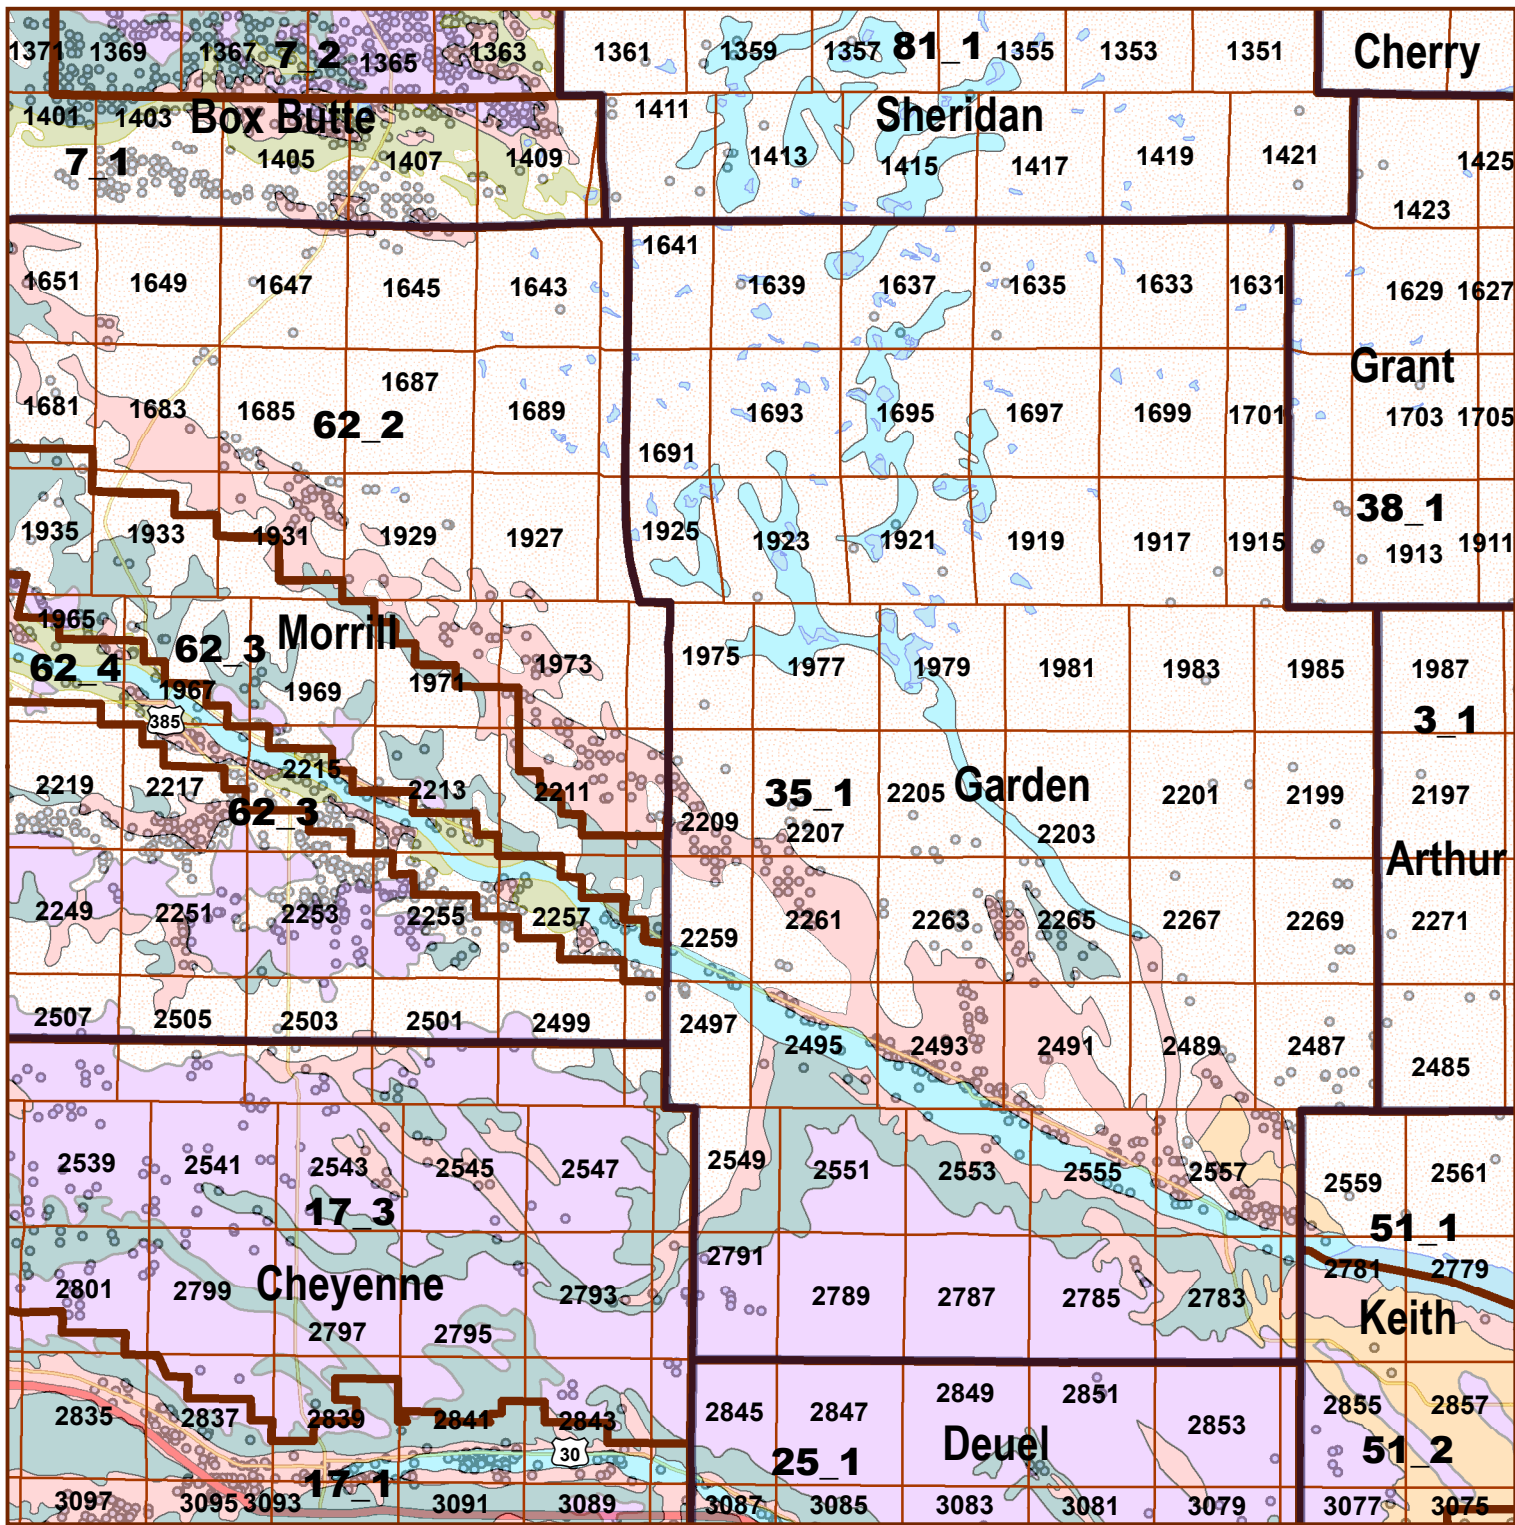 1371 1369 1367 7_2 1365 1363 1361 1359 1357 81_1 1355 1353 1351 Cherry
1401 1403 Box Butte 1411 Sheridan
7_1 1405 1407 1409 1413 1415 1417 1419 1421 1425
1423
1641
1651 1649 1647 1645 1643 1639 1637 1635 1633 1631 1629 1627
Grant
1687
1681 1683 1685 62_2 1689 1693 1695 1697 1699 1701 1703 1705
1691
38_1
1935 1933 1931 1929 1927 1925 1923 1921 1919 1917 1915 1913 1911
1965 62_3 Morrill
62_4 1967 1969 1971 1973 1975 1977 1979 1981 1983 1985 1987
385 3_1
2219 2217 2215 2213 2211 35_1 2205 Garden 2201 2199 2197
62_3 2209 2207 2203
Arthur
2249 2251 2253 2255 2257 2259 2261 2263 2265 2267 2269 2271
2507 2505 2503 2501 2499 2497 2495 2493 2491 2489 2487 2485
2539 2541 2543 2545 2547 2549 2551 2553 2555 2557 2559 2561
17_3 51_1
2801 2799 Cheyenne 2793 2791 2789 2787 2785 2783 2781 2779
2797 2795 Keith
2835 2837 2839 2841 2843 2845 2847 2849 2851 2853 2855 2857
30 25_1 Deuel 51_2
17_1
3097 3095 3093 3091 3089 3087 3085 3083 3081 3079 3077 3075